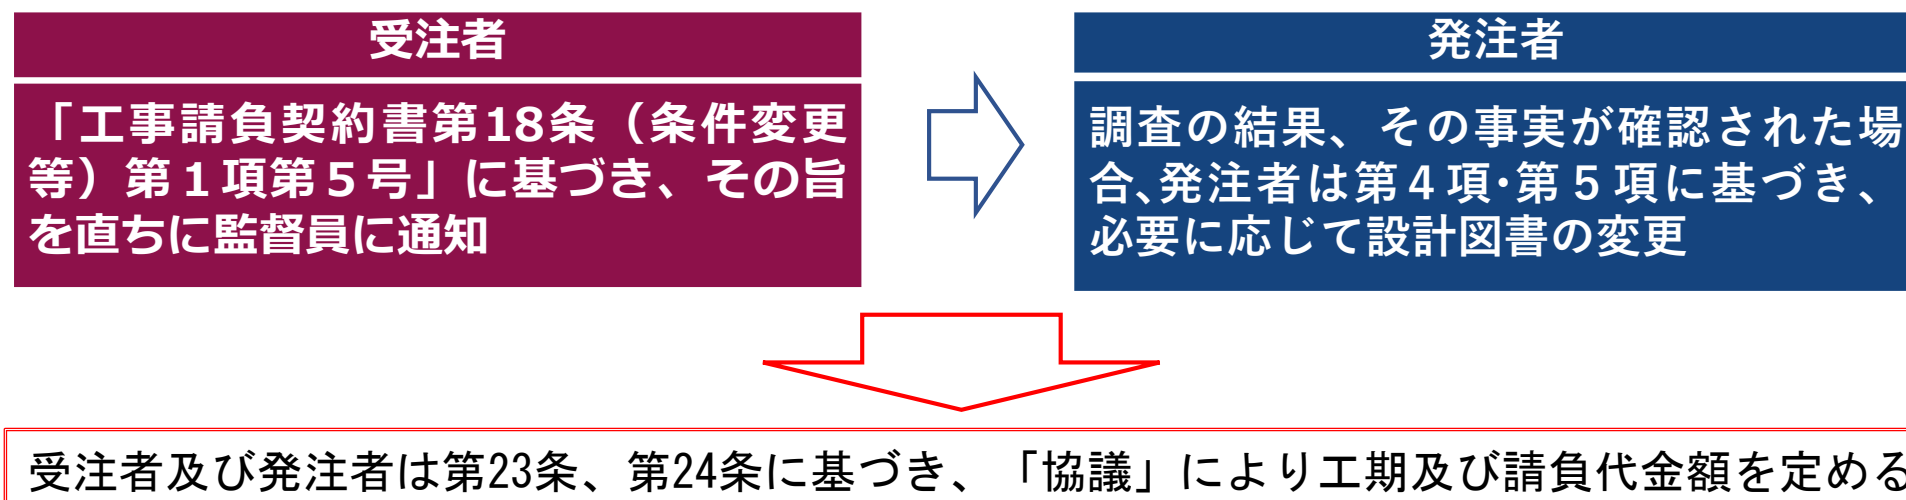 受注者
「工事請負契約書第18条（条件変更
等）第１項第５号」に基づき、その旨
を直ちに監督員に通知
発注者
調査の結果、その事実が確認された場
合、発注者は第４項・第５項に基づき、
必要に応じて設計図書の変更
受注者及び発注者は第23条、第24条に基づき、「協議」により工期及び請負代金額を定める